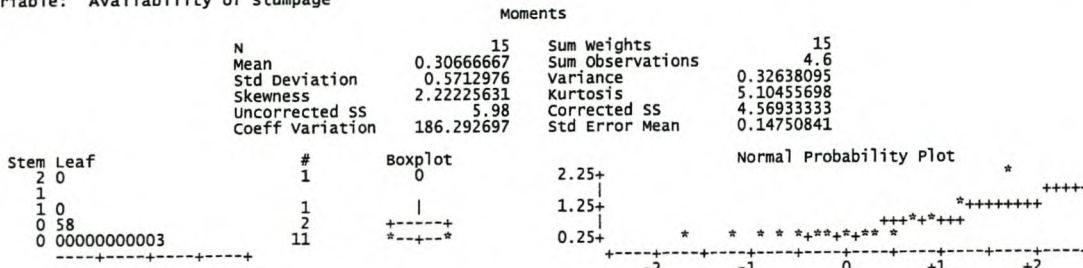 riable: Availability of stumpage
Moments
N 15 Sum Weights 15
Mean 0.30666667 Sum Observations 4.6
Std Deviation 0.5712976 Variance 0.32638095
Skewness 2.22225631 Kurtosis 5.10455698
Uncorrected SS 5.98 Corrected SS 4.56933333
Coeff Variation 186.292697 Std Error Mean 0.14750841
Stem Leaf # Boxplot Normal Probability Plot
2 0 1 0 2.25+ * ++++
1 |
1 0 1 | 1.25+ *++++++++
0 58 2 +-----+ | +++*+*+++
0 00000000003 11 *--+--* 0.25+ * * * * *+**+*+** *
----+----+----+----+ +----+----+----+----+----+----+----+----+----+----
-2 -1 0 +1 +2